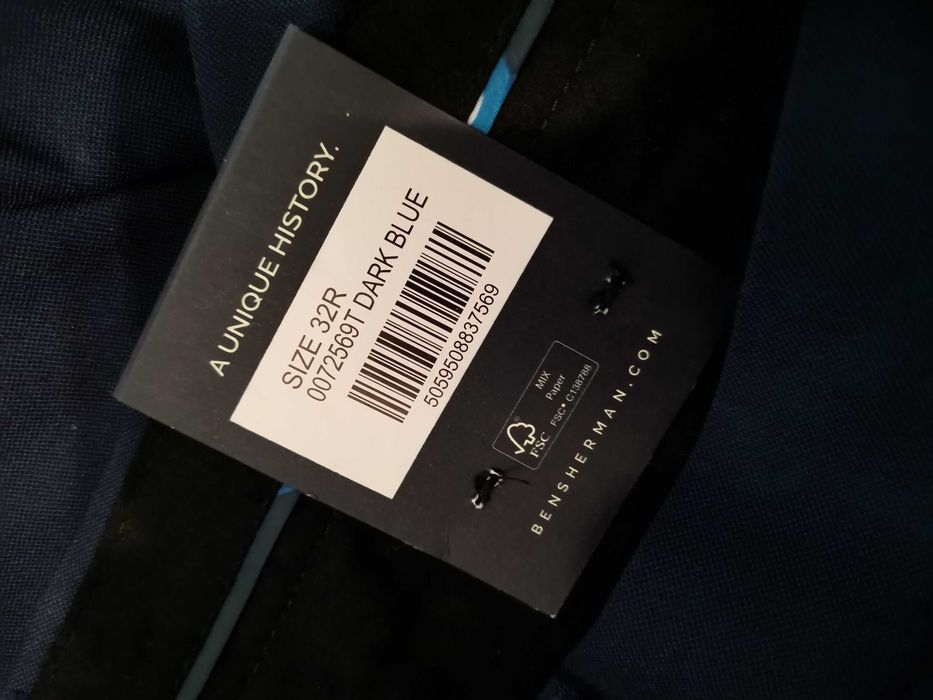 A UNIQUE HISTORY.
SIZE 32R
0072569T DARK BLUE
5059508837569
FSC®
MIX
Paper
FSC® C138788
BENSHERMAN.COM